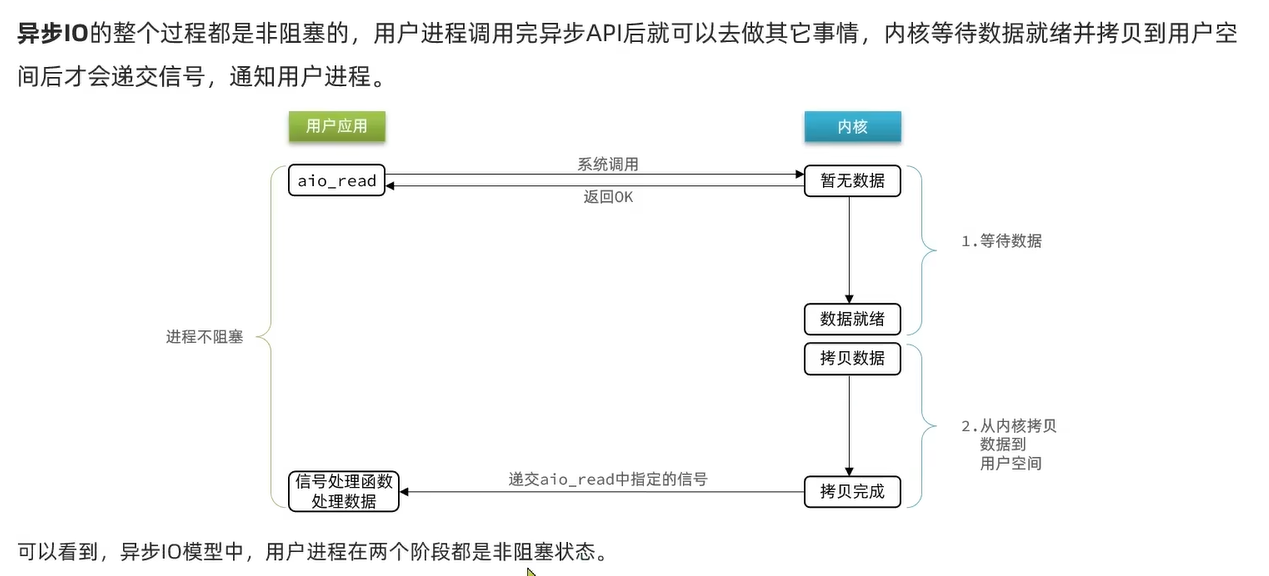 异步IO的整个过程都是非阻塞的，用户进程调用完异步API后就可以去做其它事情，内核等待数据就绪并拷贝到用户空
间后才会递交信号，通知用户进程。
用户应用
内核
系统调用
aio_read
暂无数据
返回OK
1.等待数据
数据就绪
进程不阻塞
拷贝数据
2.从内核拷贝
数据到
用户空间
信号处理函数
处理数据
递交aio_read中指定的信号
拷贝完成
可以看到，异步IO模型中，用户进程在两个阶段都是非阻塞状态。